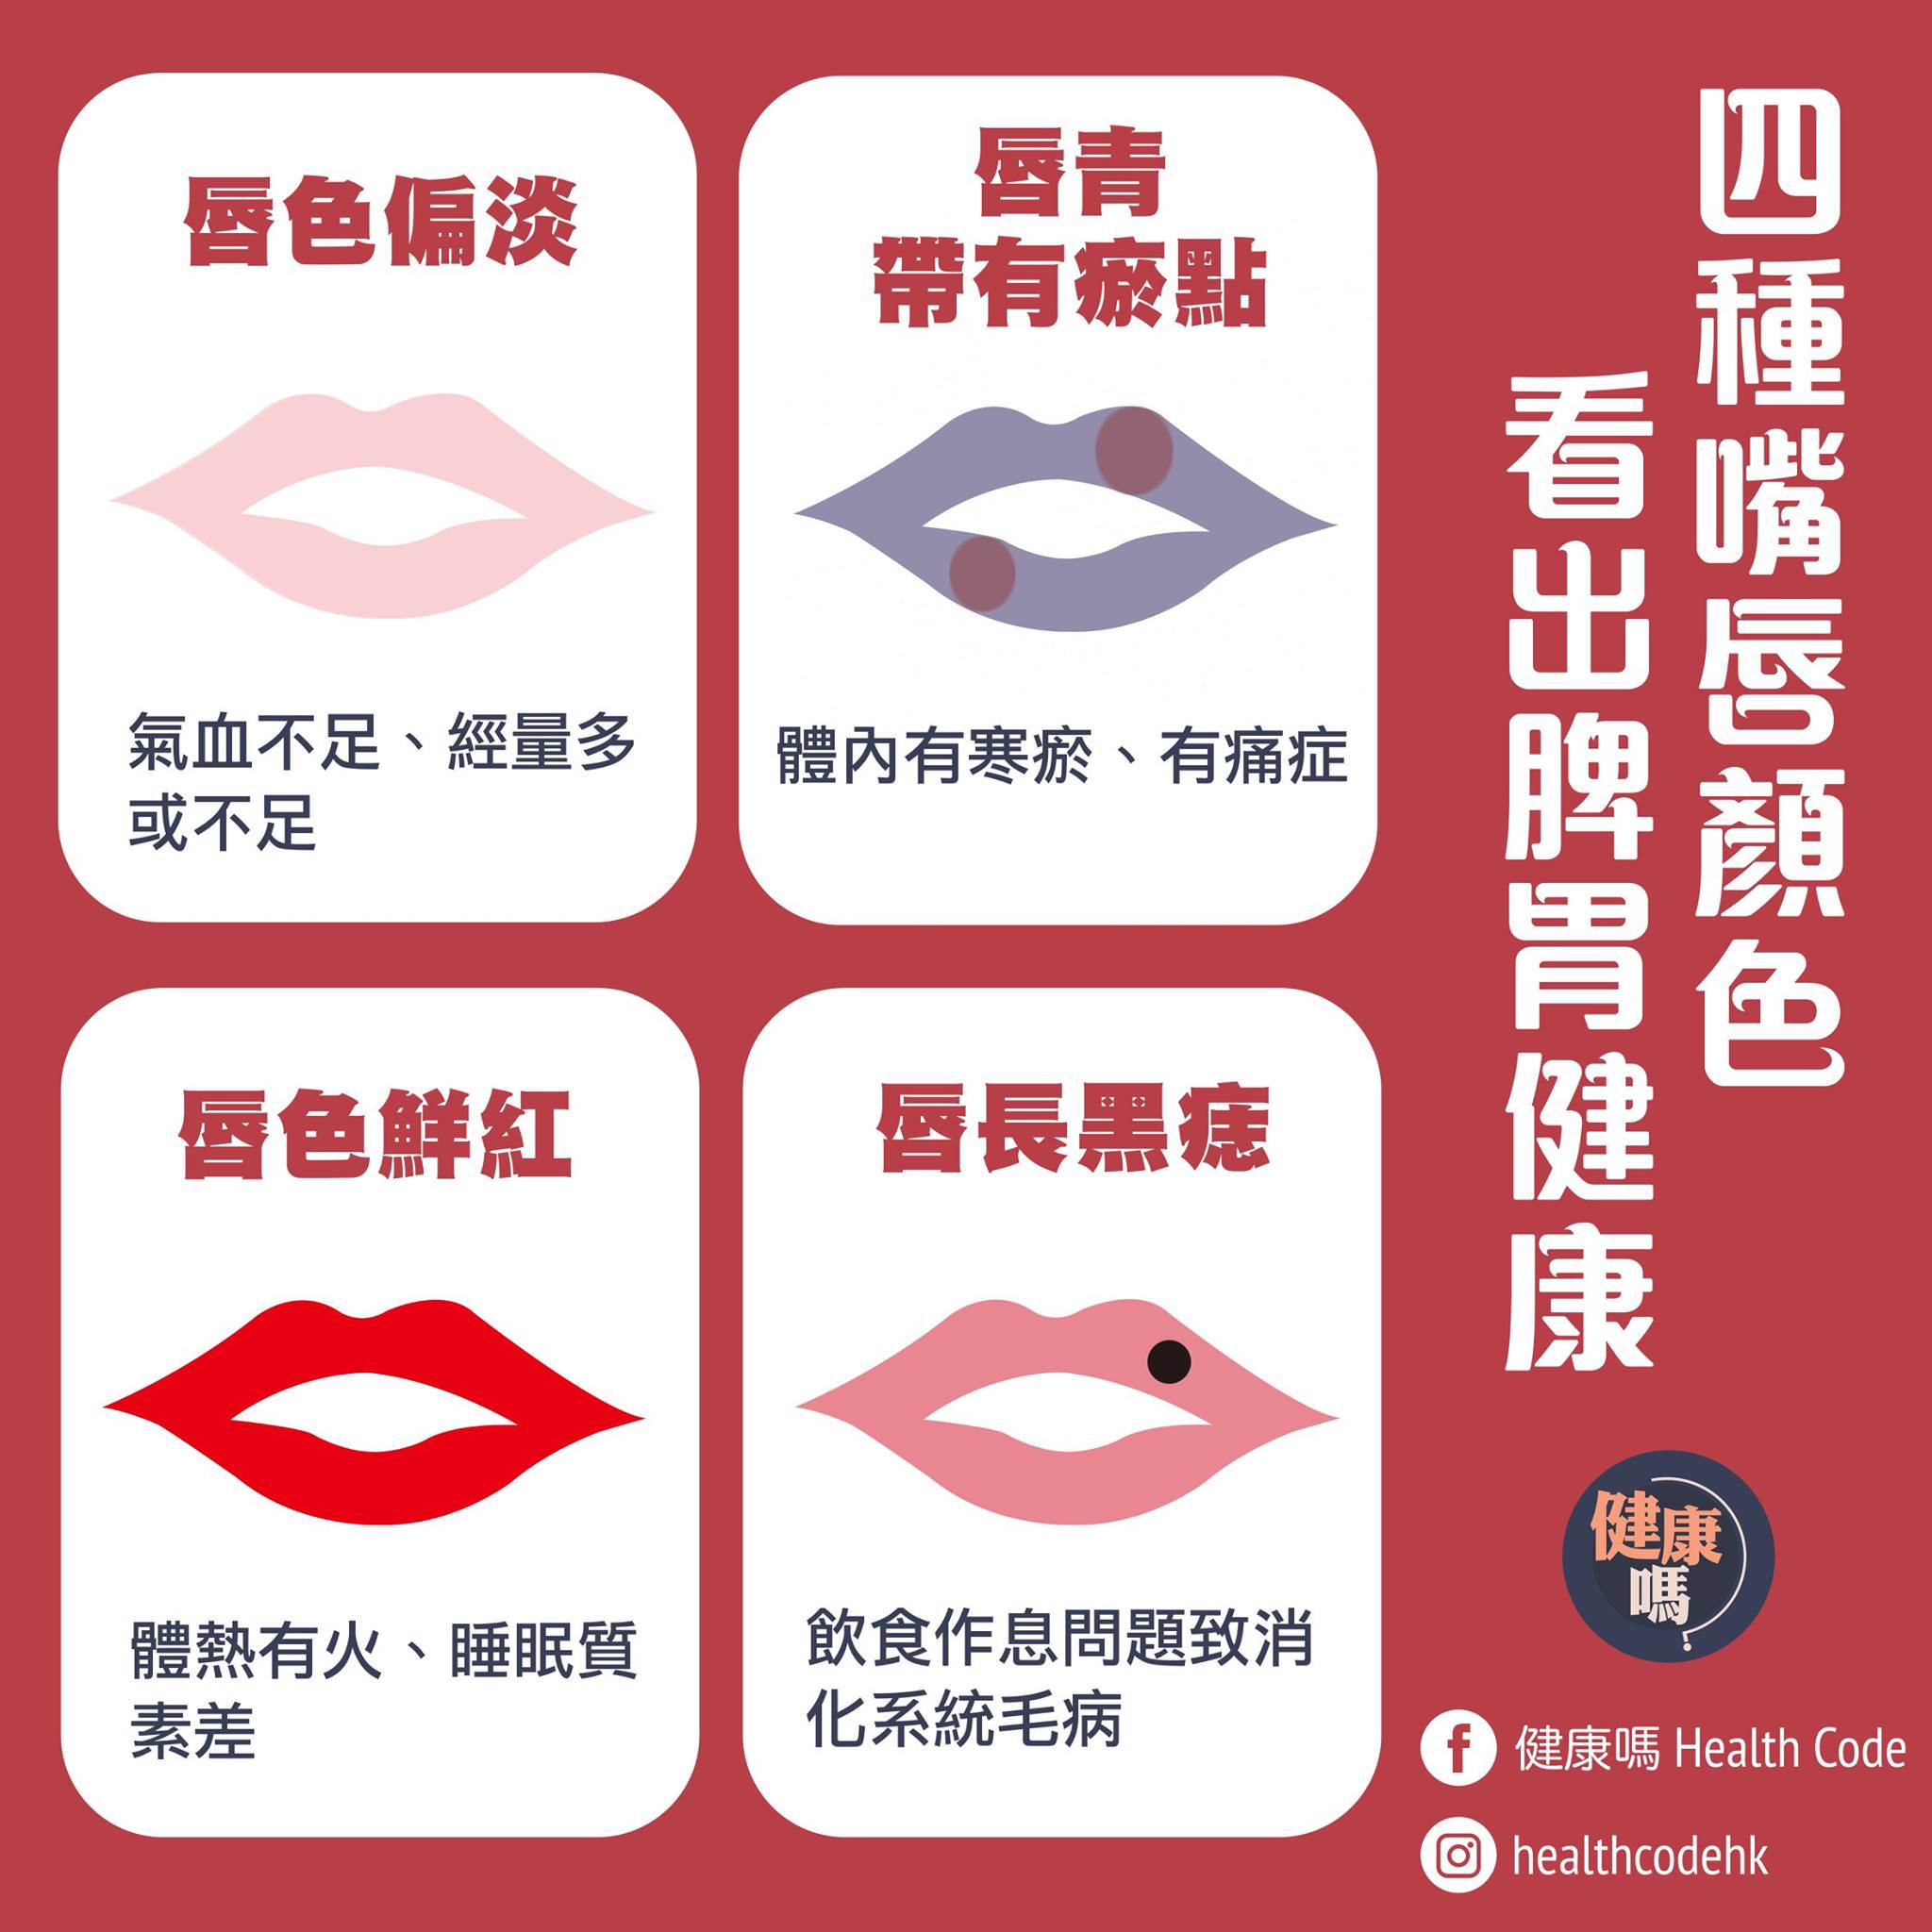 四種嘴唇顏色
看出脾胃健康
唇色偏淡
氣血不足、經量多
或不足
唇青
帶有瘀點
體內有寒瘀、有痛症
唇色鮮紅
體熱有火、睡眠質
素差
唇長黑痣
飲食作息問題致消
化系統毛病
健康
嗎
健康嗎 Health Code
healthcodehk